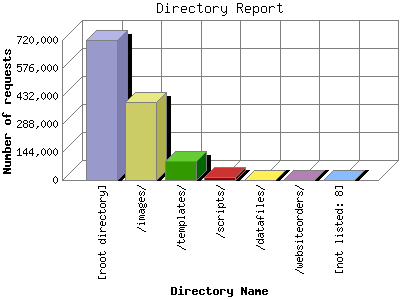 Directory Report
Number of requests
720,000
576,000
432,000
288,000
144,000
0
[root directory]
/images/
/templates/
/scripts/
/datafiles/
/websiteorders/
[not listed: 8]
Directory Name